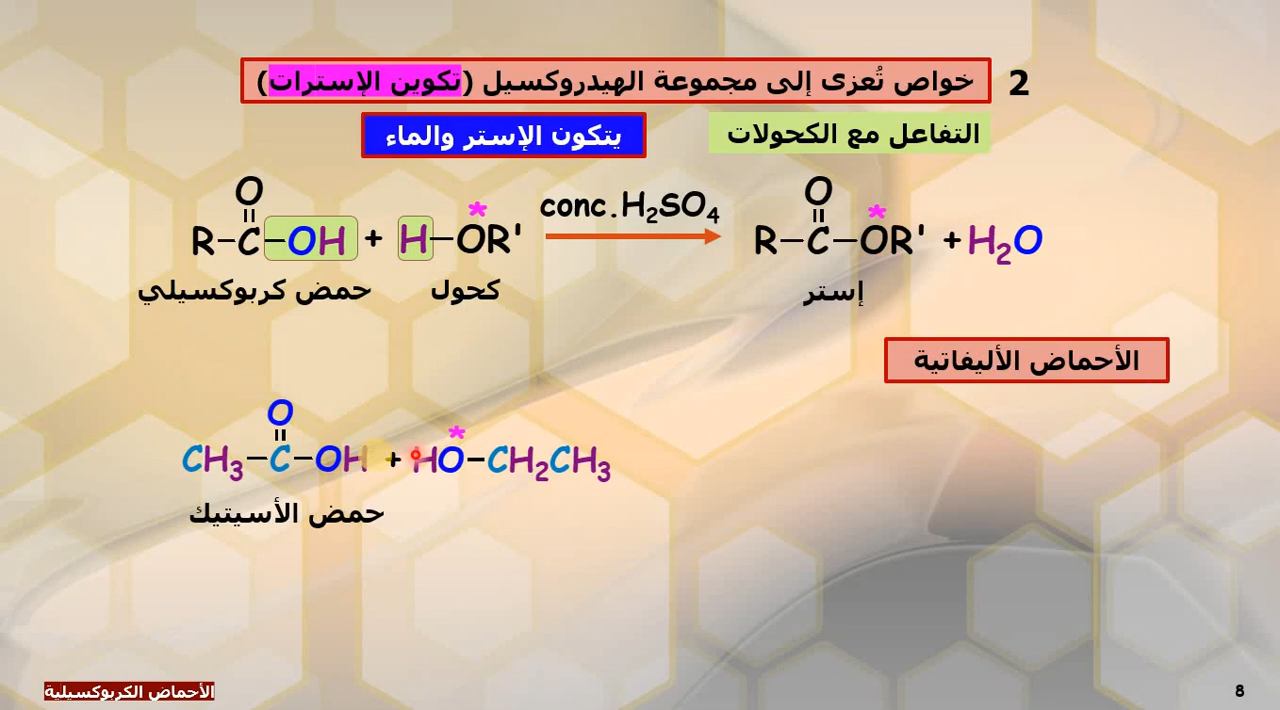 2 خواص تُعزى إلى مجموعة الهيدروكسيل (تكوين الإسترات)
التفاعل مع الكحولات
يتكون الإستر والماء
O O
R–C–OH + H–OR' conc.H₂SO₄ R–C–OR' + H₂O
* *
حمض كربوكسيلي كحول إستر
الأحماض الأليفاتية
O
CH₃–C–OH + HO–CH₂CH₃
*
حمض الأسيتيك
الأحماض الكربوكسيلية
8